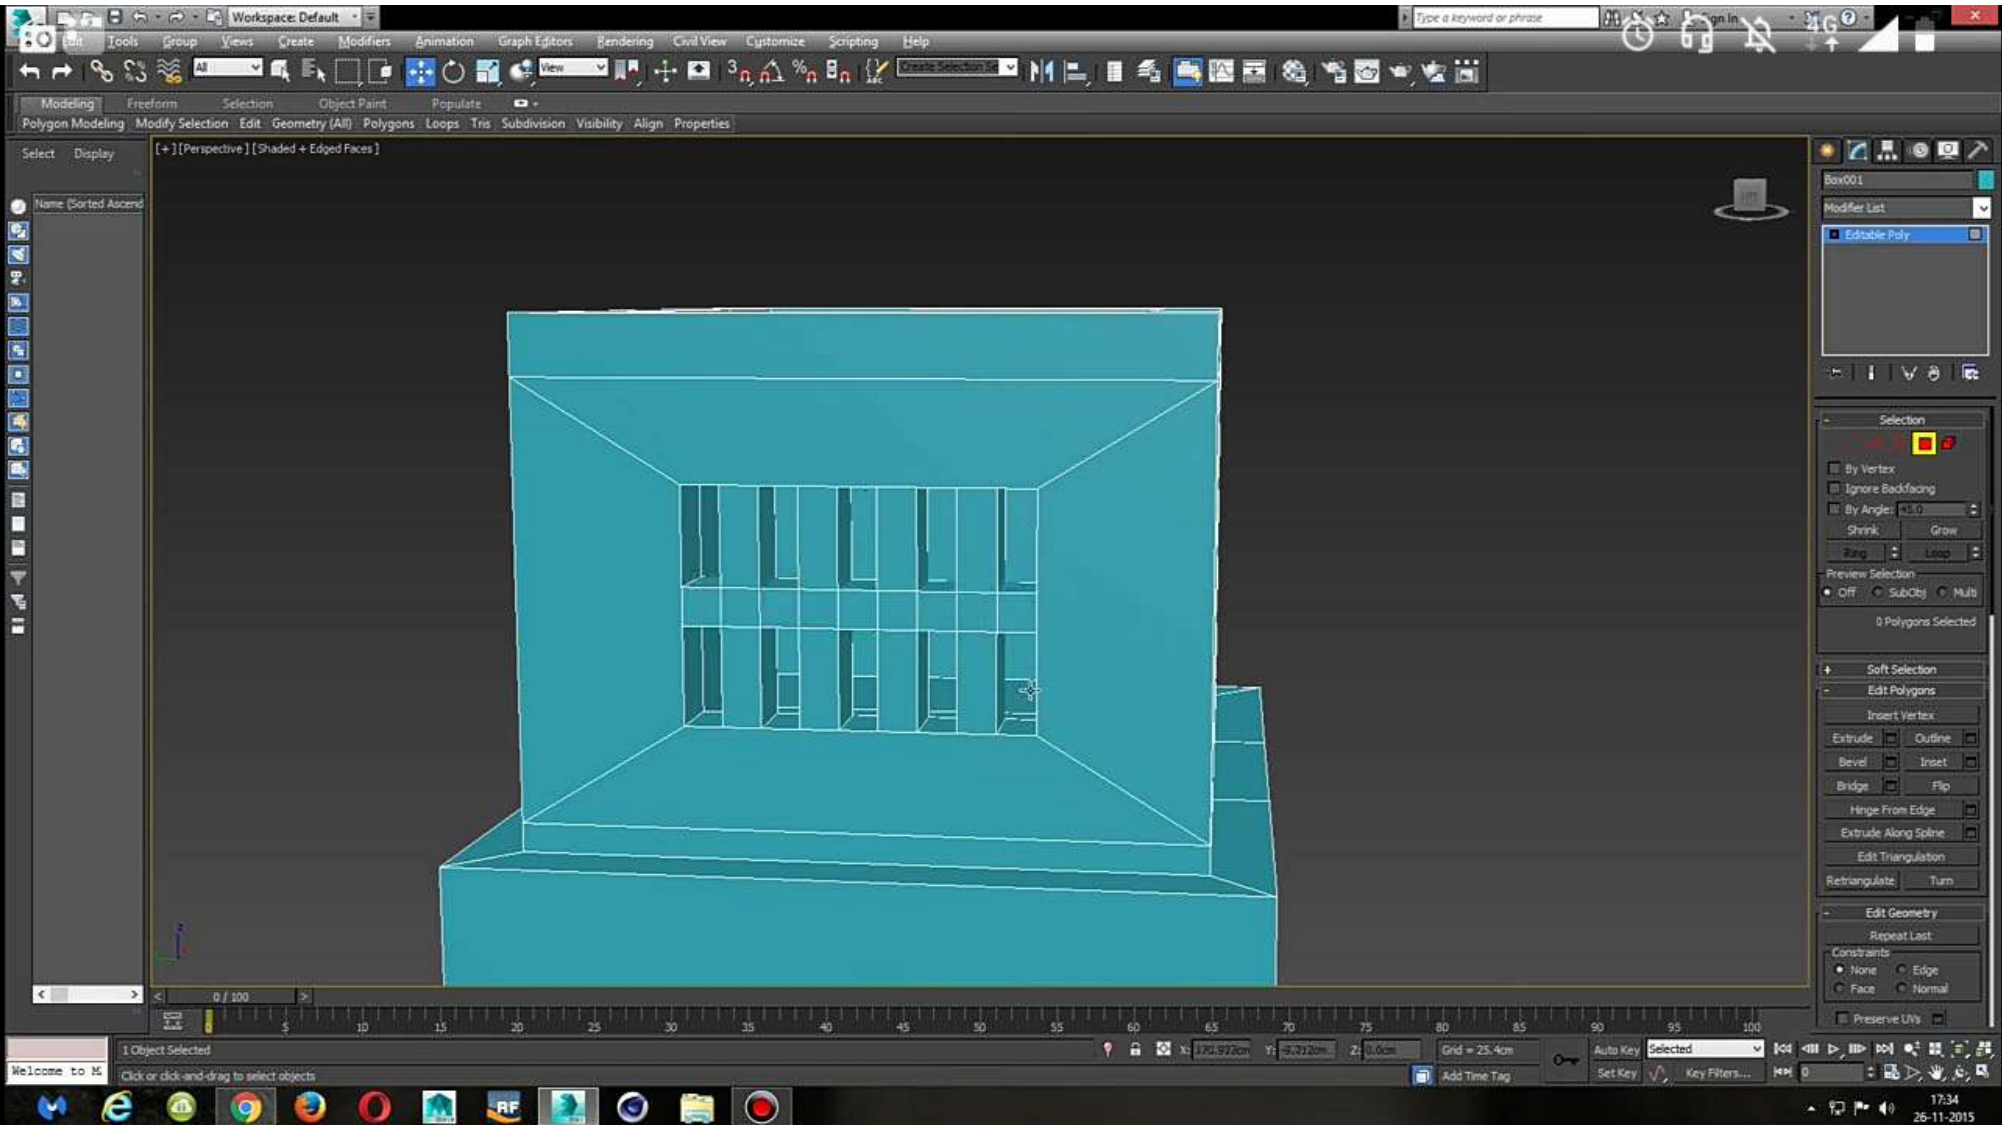 Workspace: Default
Type a keyword or phrase
Sign In
4G
Tools Group Views Create Modifiers Animation Graph Editors Rendering Civil View Customize Scripting Help
All
View
Modeling Freeform Selection Object Paint Populate
Polygon Modeling Modify Selection Edit Geometry (All) Polygons Loops Tris Subdivision Visibility Align Properties
Select Display
[+] [Perspective ] [Shaded + Edged Faces ]
Name (Sorted Ascend
Box001
Modifier List
Editable Poly
- Selection
By Vertex
Ignore Backfacing
By Angle:
Shrink Grow
Ring Loop
Preview Selection
Off SubObj Multi
0 Polygons Selected
+ Soft Selection
- Edit Polygons
Insert Vertex
Extrude Outline
Bevel Inset
Bridge Flip
Hinge From Edge
Extrude Along Spline
Edit Triangulation
Retriangulate Turn
- Edit Geometry
Repeat Last
Constraints
None Edge
Face Normal
Preserve UVs
< > < 0 / 100 >
0 5 10 15 20 25 30 35 40 45 50 55 60 65 70 75 80 85 90 95 100
1 Object Selected
X: Y: Z: 0.0cm Grid = 25.4cm
Auto Key Selected
Welcome to M
Click or click-and-drag to select objects
Add Time Tag
Set Key Key Filters... 0
RF
17:34
26-11-2015